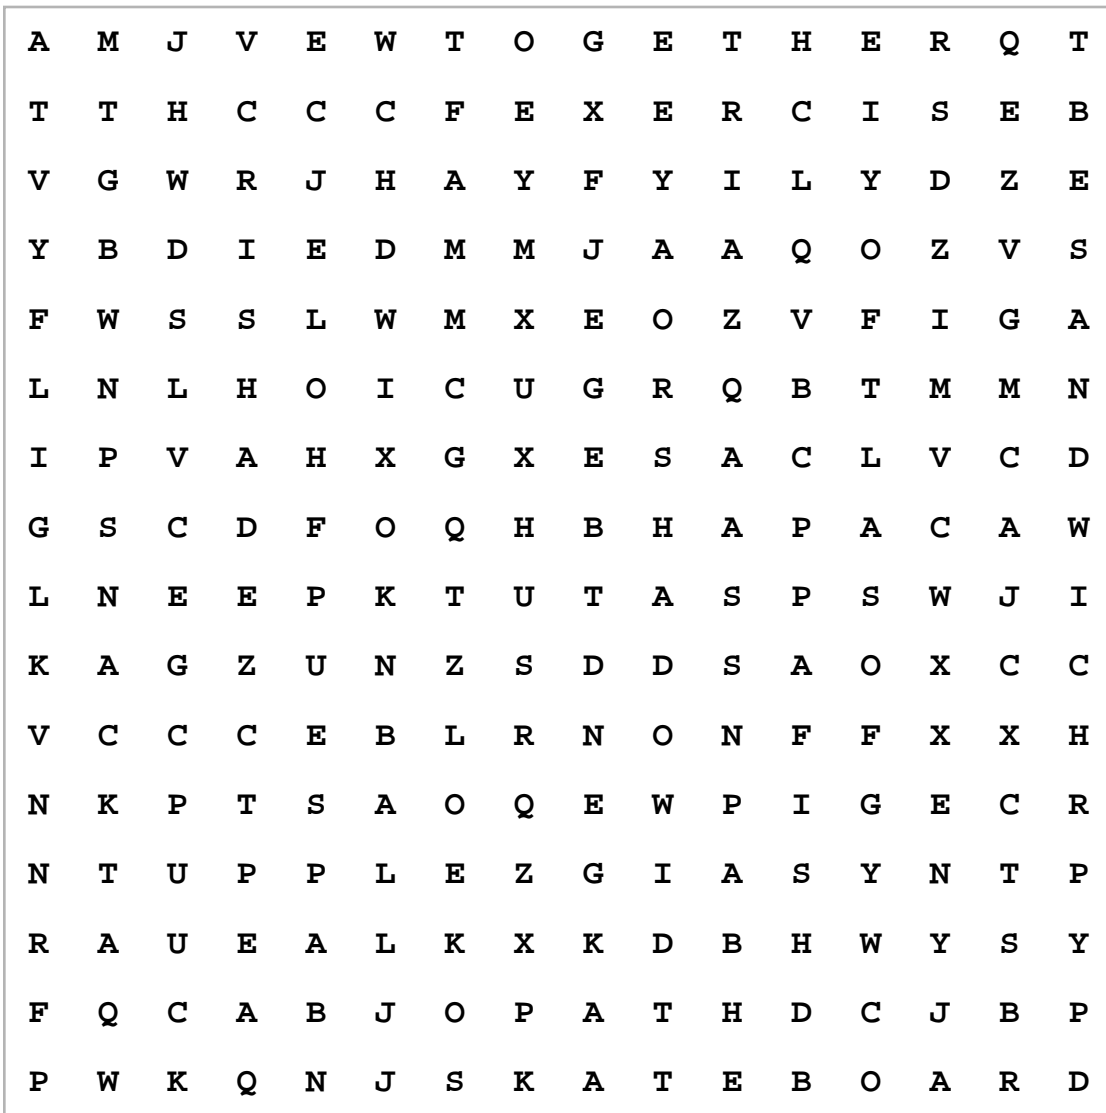 A M J V E W T O G E T H E R Q T
T T H C C C F E X E R C I S E B
V G W R J H A Y F Y I L Y D Z E
Y B D I E D M M J A A Q O Z V S
F W S S L W M X E O Z V F I G A
L N L H O I C U G R Q B T M M N
I P V A H X G X E S A C L V C D
G S C D F O Q H B H A P A C A W
L N E E P K T U T A S P S W J I
K A G Z U N Z S D D S A O X C C
V C C C E B L R N O N F F X X H
N K P T S A O Q E W P I G E C R
N T U P P L E Z G I A S Y N T P
R A U E A L K X K D B H W Y S Y
F Q C A B J O P A T H D C J B P
P W K Q N J S K A T E B O A R D